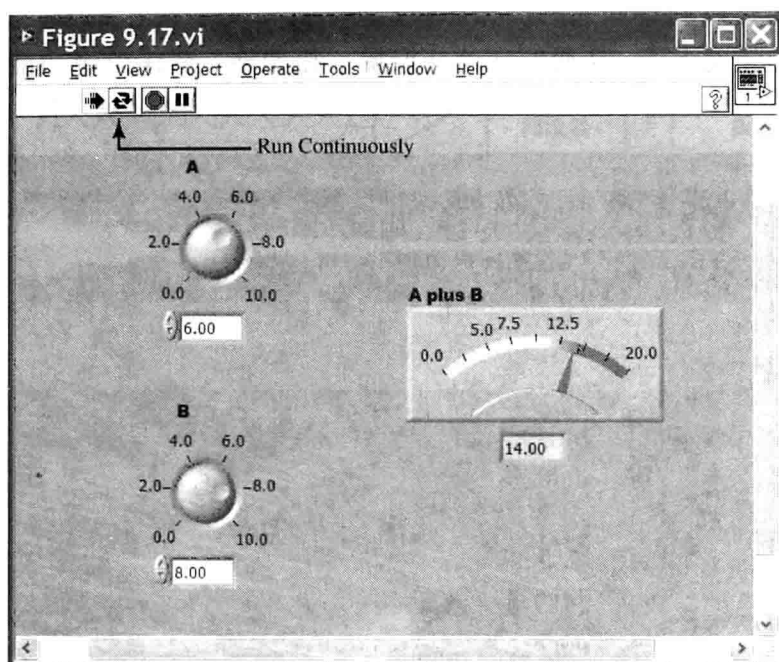 Figure 9.17.vi
File Edit View Project Operate Tools Window Help
1
Run Continuously
A
4.0 6.0
2.0 8.0
0.0 10.0
6.00
A plus B
0.0 5.0 7.5 12.5 20.0
14.00
B
4.0 6.0
2.0 8.0
0.0 10.0
8.00